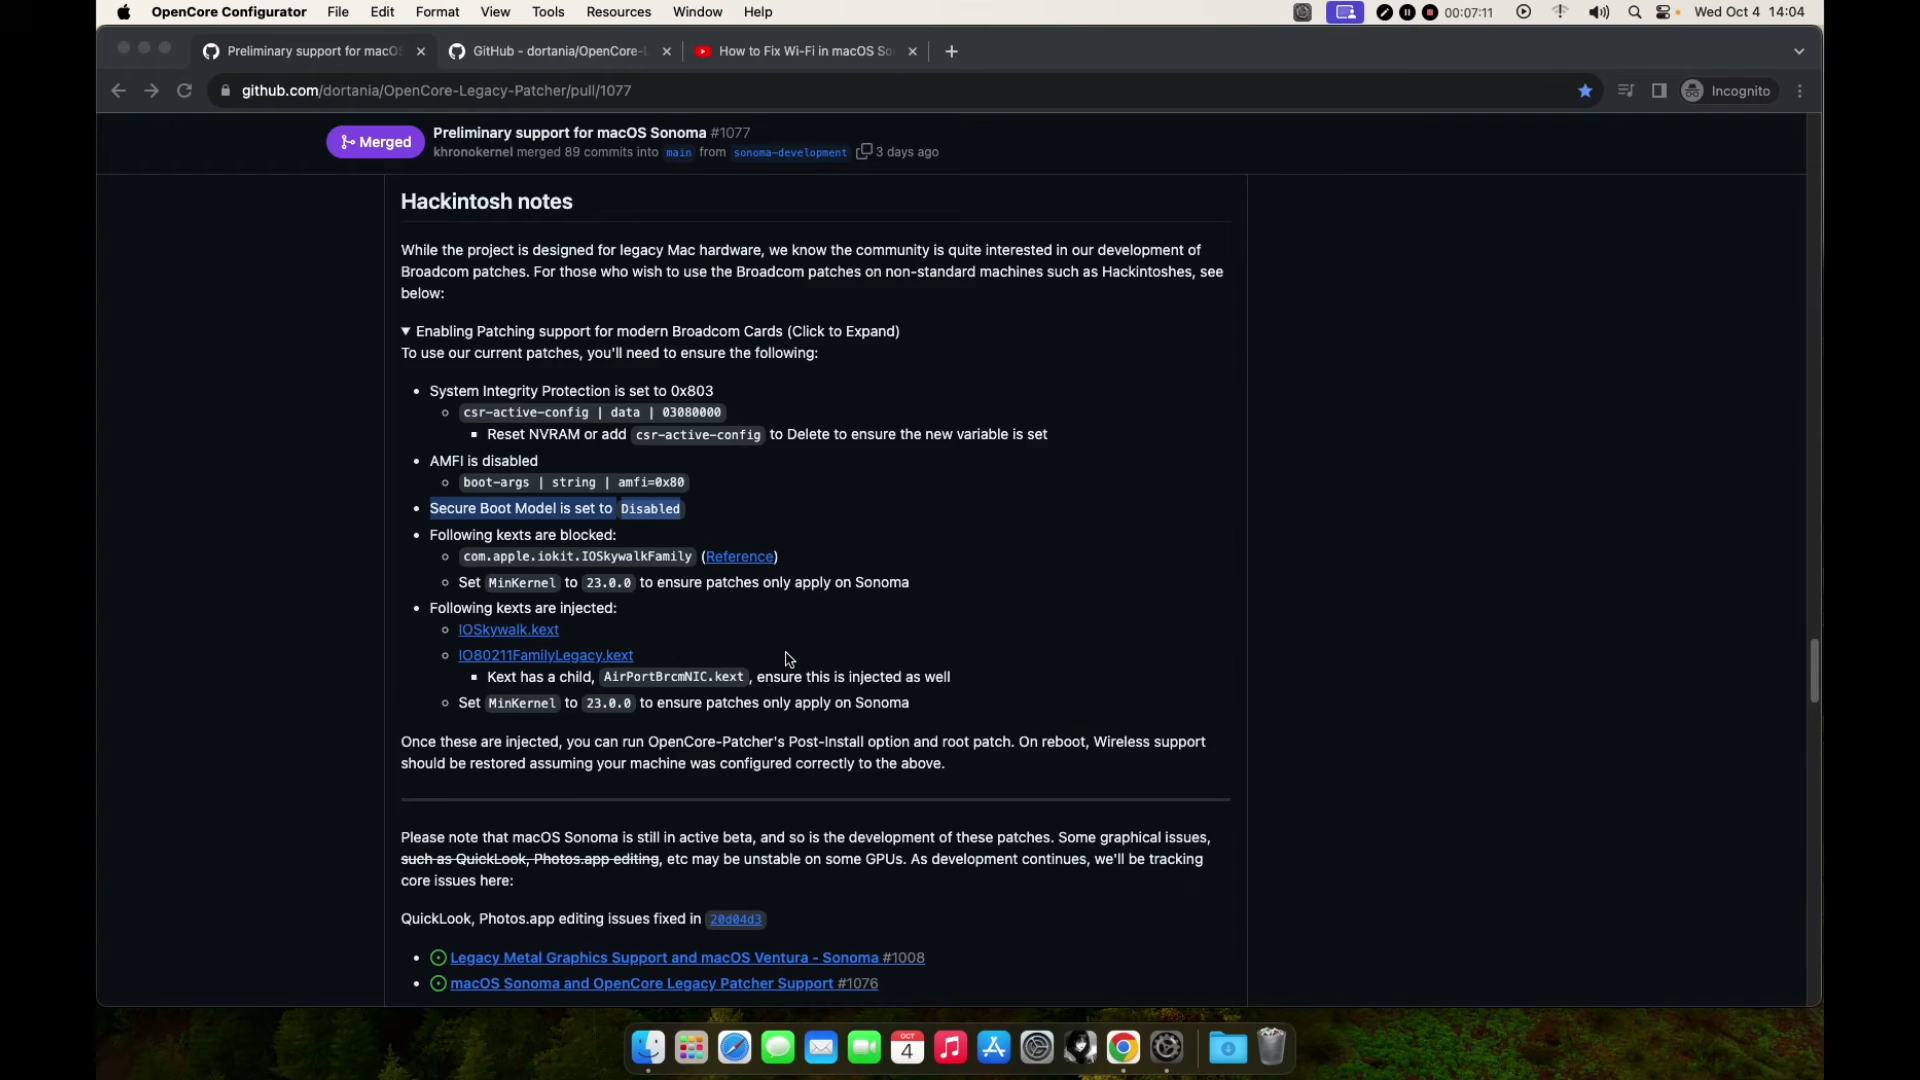 OpenCore Configurator File Edit Format View Tools Resources Window Help 00:07:11 Wed Oct 4 14:04
Preliminary support for macOS GitHub - dortania/OpenCore-L How to Fix Wi-Fi in macOS So
github.com/dortania/OpenCore-Legacy-Patcher/pull/1077 Incognito
Merged Preliminary support for macOS Sonoma #1077
khronokernel merged 89 commits into main from sonoma-development 3 days ago
Hackintosh notes
While the project is designed for legacy Mac hardware, we know the community is quite interested in our development of
Broadcom patches. For those who wish to use the Broadcom patches on non-standard machines such as Hackintoshes, see
below:
▼ Enabling Patching support for modern Broadcom Cards (Click to Expand)
To use our current patches, you'll need to ensure the following:
System Integrity Protection is set to 0x803
csr-active-config | data | 03080000
Reset NVRAM or add csr-active-config to Delete to ensure the new variable is set
AMFI is disabled
boot-args | string | amfi=0x80
Secure Boot Model is set to Disabled
Following kexts are blocked:
com.apple.iokit.IOSkywalkFamily (Reference)
Set MinKernel to 23.0.0 to ensure patches only apply on Sonoma
Following kexts are injected:
IOSkywalk.kext
IO80211FamilyLegacy.kext
Kext has a child, AirPortBrcmNIC.kext, ensure this is injected as well
Set MinKernel to 23.0.0 to ensure patches only apply on Sonoma
Once these are injected, you can run OpenCore-Patcher's Post-Install option and root patch. On reboot, Wireless support
should be restored assuming your machine was configured correctly to the above.
Please note that macOS Sonoma is still in active beta, and so is the development of these patches. Some graphical issues,
such as QuickLook, Photos.app editing, etc may be unstable on some GPUs. As development continues, we'll be tracking
core issues here:
QuickLook, Photos.app editing issues fixed in 20d04d3
Legacy Metal Graphics Support and macOS Ventura - Sonoma #1008
macOS Sonoma and OpenCore Legacy Patcher Support #1076
OCT
4